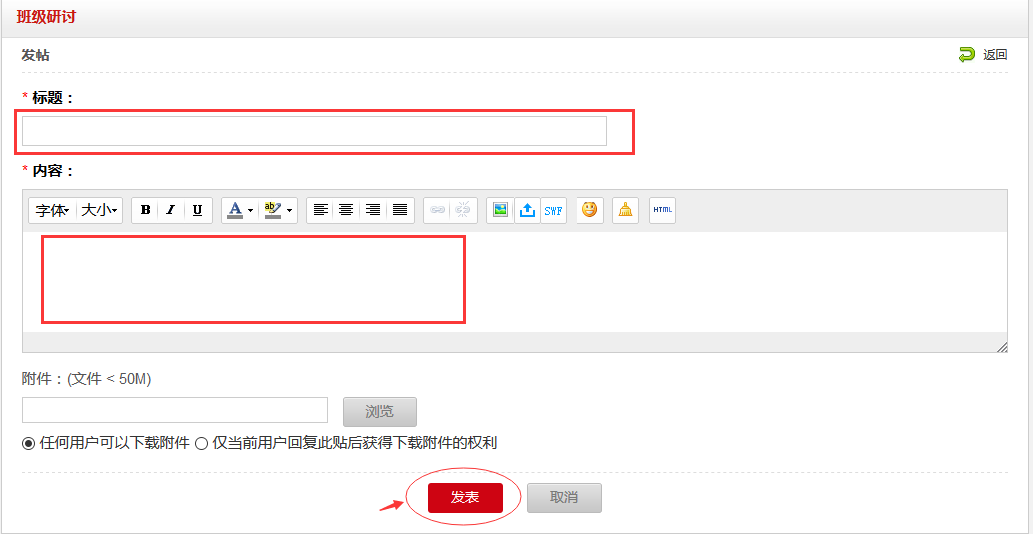 班级研讨
发帖 返回
* 标题：
* 内容：
字体 大小 B I U A ab SWF HTML
附件：(文件 < 50M)
浏览
任何用户可以下载附件 仅当前用户回复此贴后获得下载附件的权利
发表 取消